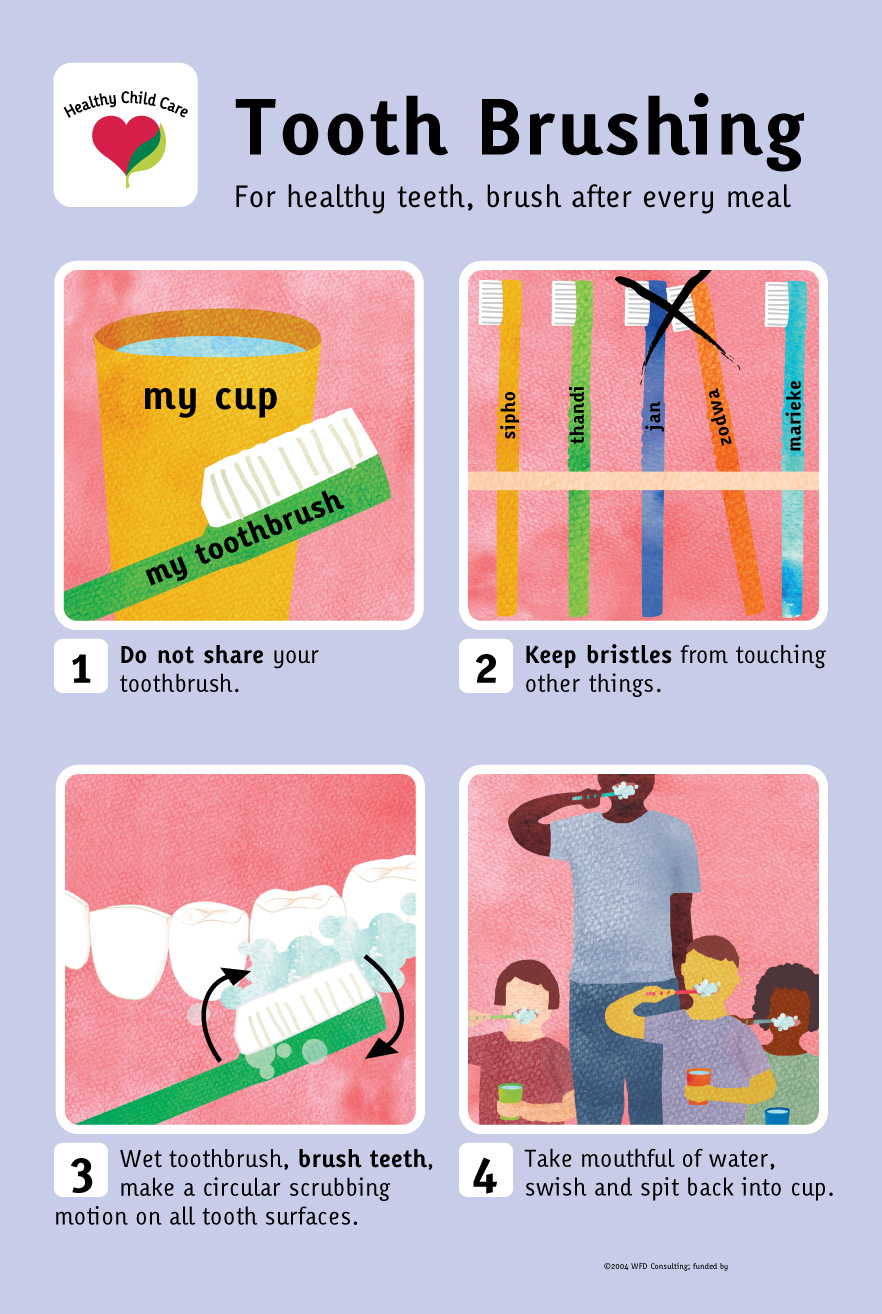 Healthy Child Care
Tooth Brushing
For healthy teeth, brush after every meal
my cup
my toothbrush
sipho
thandi
jan
zodwa
marieke
1
Do not share your
toothbrush.
2
Keep bristles from touching
other things.
3
Wet toothbrush, brush teeth,
make a circular scrubbing
motion on all tooth surfaces.
4
Take mouthful of water,
swish and spit back into cup.
©2004 WFD Consulting; funded by